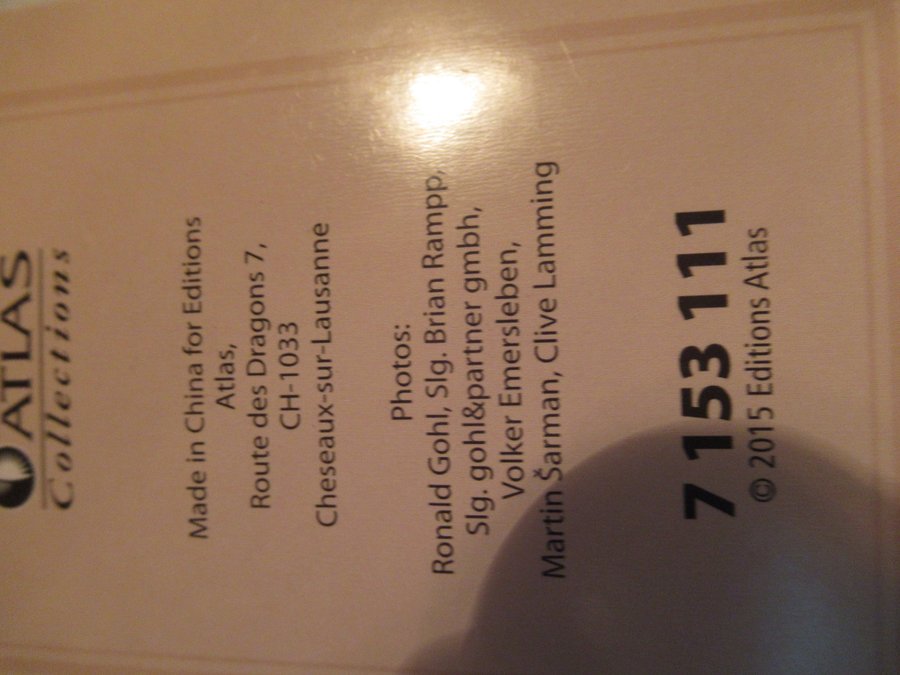 ATLAS
Collections
Made in China for Editions
Atlas,
Route des Dragons 7,
CH-1033
Cheseaux-sur-Lausanne
Photos:
Ronald Gohl, Slg. Brian Rampp,
Slg. gohl&partner gmbh,
Volker Emersleben,
Martin Šarman, Clive Lamming
7 153 111
© 2015 Editions Atlas